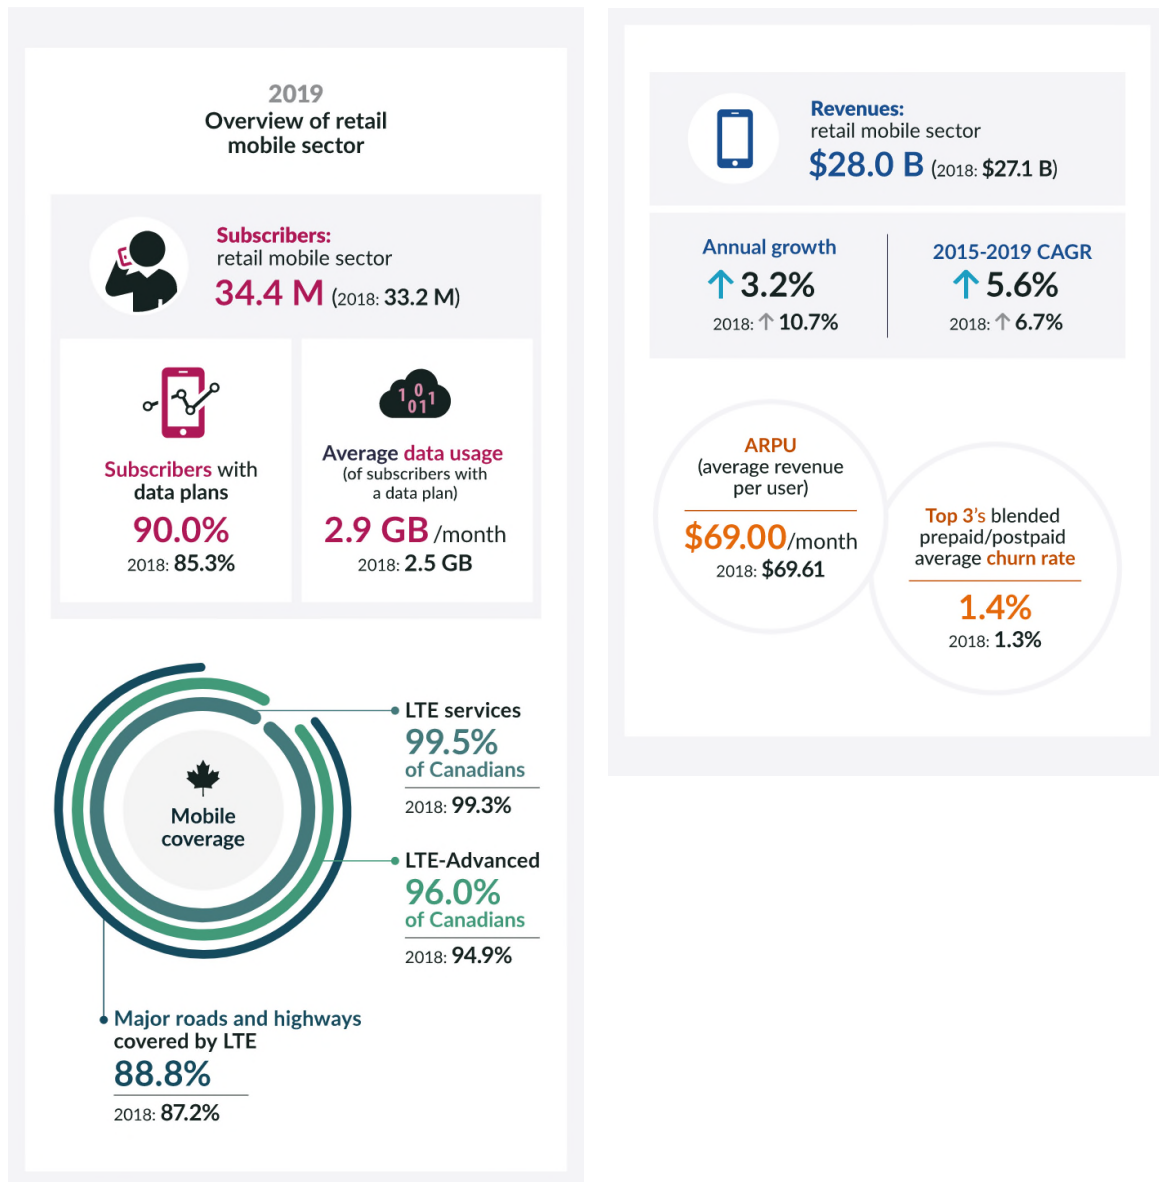 2019
Overview of retail
mobile sector
Subscribers:
retail mobile sector
34.4 M (2018: 33.2 M)
Subscribers with
data plans
90.0%
2018: 85.3%
1 0 1
01
Average data usage
(of subscribers with
a data plan)
2.9 GB /month
2018: 2.5 GB
Mobile
coverage
LTE services
99.5%
of Canadians
2018: 99.3%
LTE-Advanced
96.0%
of Canadians
2018: 94.9%
Major roads and highways
covered by LTE
88.8%
2018: 87.2%
Revenues:
retail mobile sector
$28.0 B (2018: $27.1 B)
Annual growth
↑ 3.2%
2018: ↑ 10.7%
2015-2019 CAGR
↑ 5.6%
2018: ↑ 6.7%
ARPU
(average revenue
per user)
$69.00/month
2018: $69.61
Top 3's blended
prepaid/postpaid
average churn rate
1.4%
2018: 1.3%